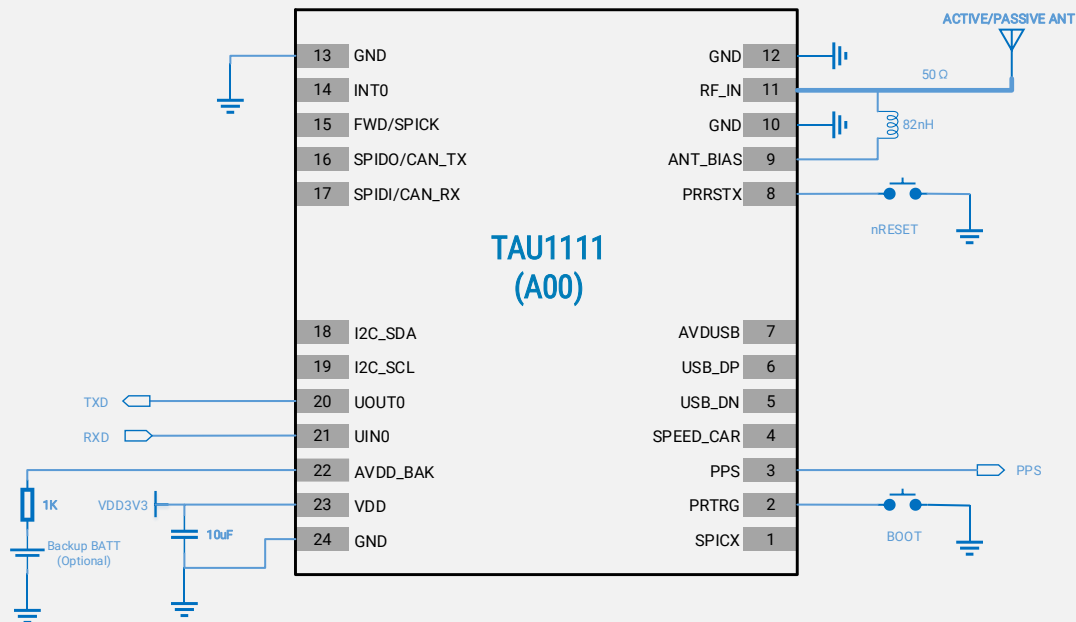 ACTIVE/PASSIVE ANT
13 GND
GND 12
14 INT0
RF_IN 11
50 Ω
15 FWD/SPICK
GND 10
82nH
16 SPIDO/CAN_TX
ANT_BIAS 9
17 SPIDI/CAN_RX
PRRSTX 8
nRESET
TAU1111
(A00)
18 I2C_SDA
AVDUSB 7
19 I2C_SCL
USB_DP 6
TXD
20 UOUT0
USB_DN 5
RXD
21 UIN0
SPEED_CAR 4
22 AVDD_BAK
PPS 3
PPS
1K
VDD3V3
23 VDD
PRTRG 2
10uF
BOOT
Backup BATT
(Optional)
24 GND
SPICX 1